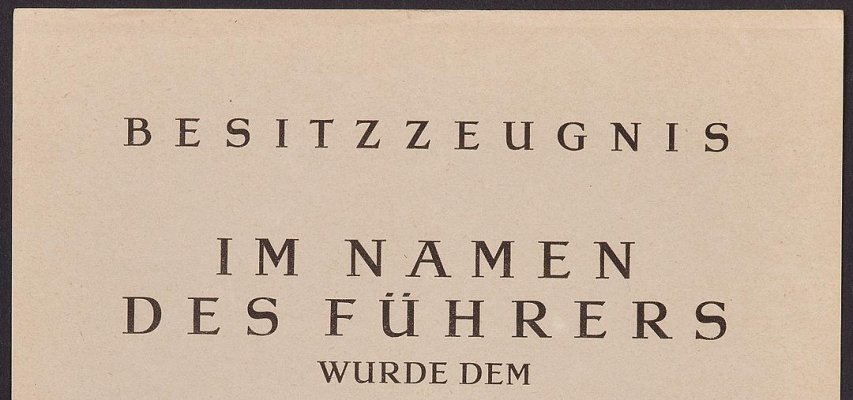 BESITZZEUGNIS
IM NAMEN
DES FÜHRERS
WURDE DEM